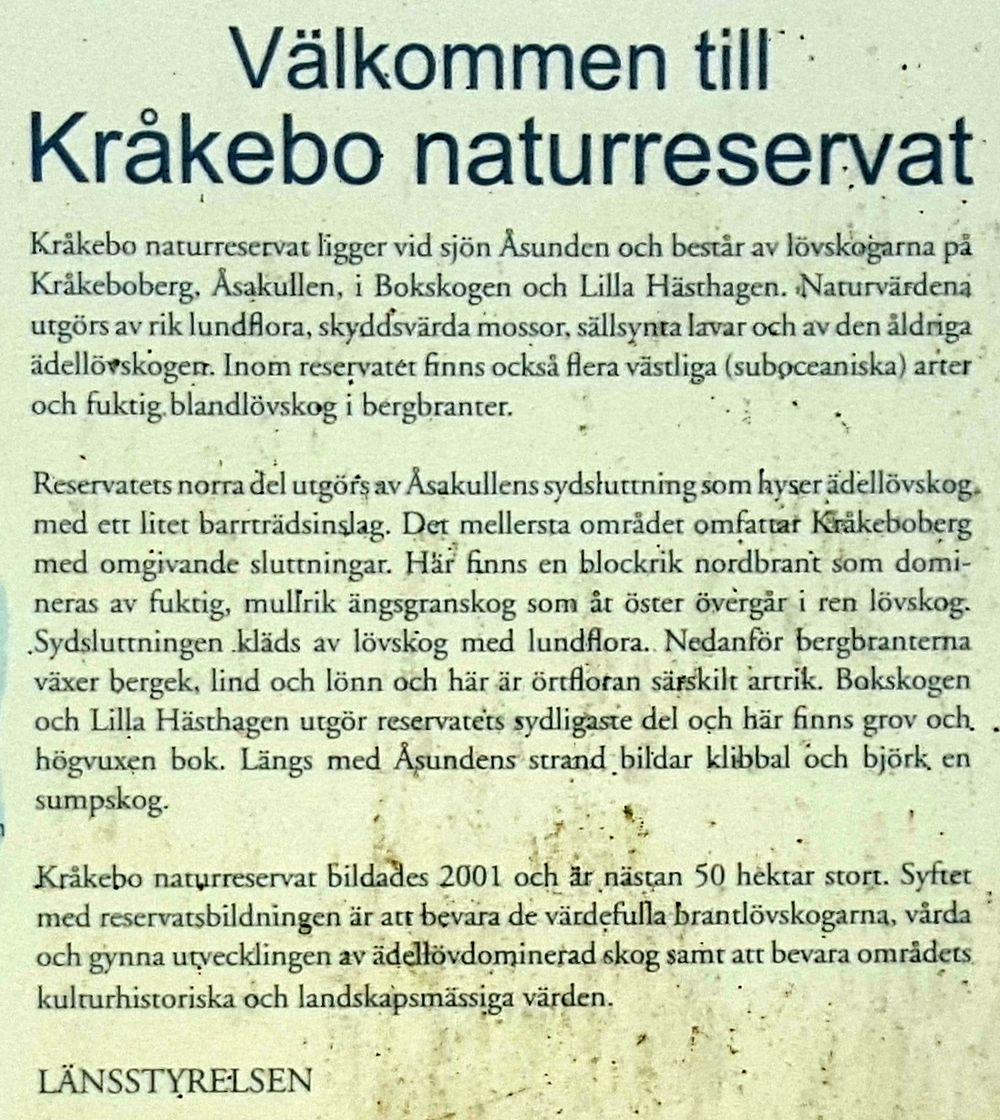 Välkommen till
Kråkebo naturreservat
Kråkebo naturreservat ligger vid sjön Åsunden och består av lövskogarna på
Kråkeboberg, Åsakullen, i Bokskogen och Lilla Hästhagen. Naturvärdena
utgörs av rik lundflora, skyddsvärda mossor, sällsynta lavar och av den åldriga
ädellövskogen. Inom reservatet finns också flera västliga (suboceaniska) arter
och fuktig blandlövskog i bergbranter.
Reservatets norra del utgörs av Åsakullens sydsluttning som hyser ädellövskog
med ett litet barrträdsinslag. Det mellersta området omfattar Kråkeboberg
med omgivande sluttningar. Här finns en blockrik nordbrant som domi-
neras av fuktig, mullrik ängsgranskog som åt öster övergår i ren lövskog.
Sydsluttningen kläds av lövskog med lundflora. Nedanför bergbranterna
växer bergek, lind och lönn och här är örtfloran särskilt artrik. Bokskogen
och Lilla Hästhagen utgör reservatets sydligaste del och här finns grov och
högvuxen bok. Längs med Åsundens strand bildar klibbal och björk en
sumpskog.
Kråkebo naturreservat bildades 2001 och är nästan 50 hektar stort. Syftet
med reservatsbildningen är att bevara de värdefulla brantlövskogarna, vårda
och gynna utvecklingen av ädellövdominerad skog samt att bevara områdets
kulturhistoriska och landskapsmässiga värden.
LÄNSSTYRELSEN